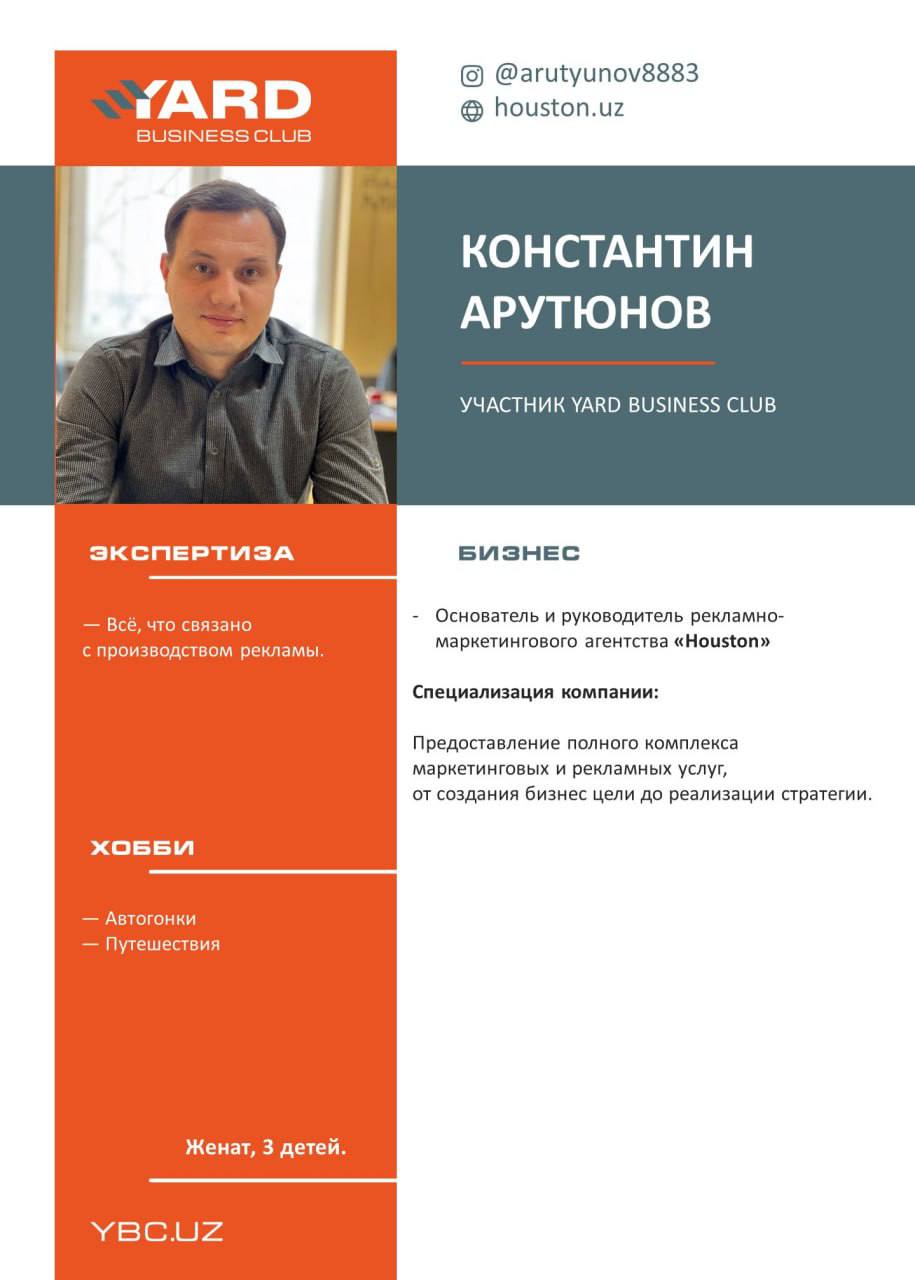 YARD
BUSINESS CLUB
@arutyunov8883
houston.uz
КОНСТАНТИН
АРУТЮНОВ
УЧАСТНИК YARD BUSINESS CLUB
ЭКСПЕРТИЗА
— Всё, что связано
с производством рекламы.
ХОББИ
— Автогонки
— Путешествия
Женат, 3 детей.
YBC.UZ
БИЗНЕС
- Основатель и руководитель рекламно-
маркетингового агентства «Houston»
Специализация компании:
Предоставление полного комплекса
маркетинговых и рекламных услуг,
от создания бизнес цели до реализации стратегии.